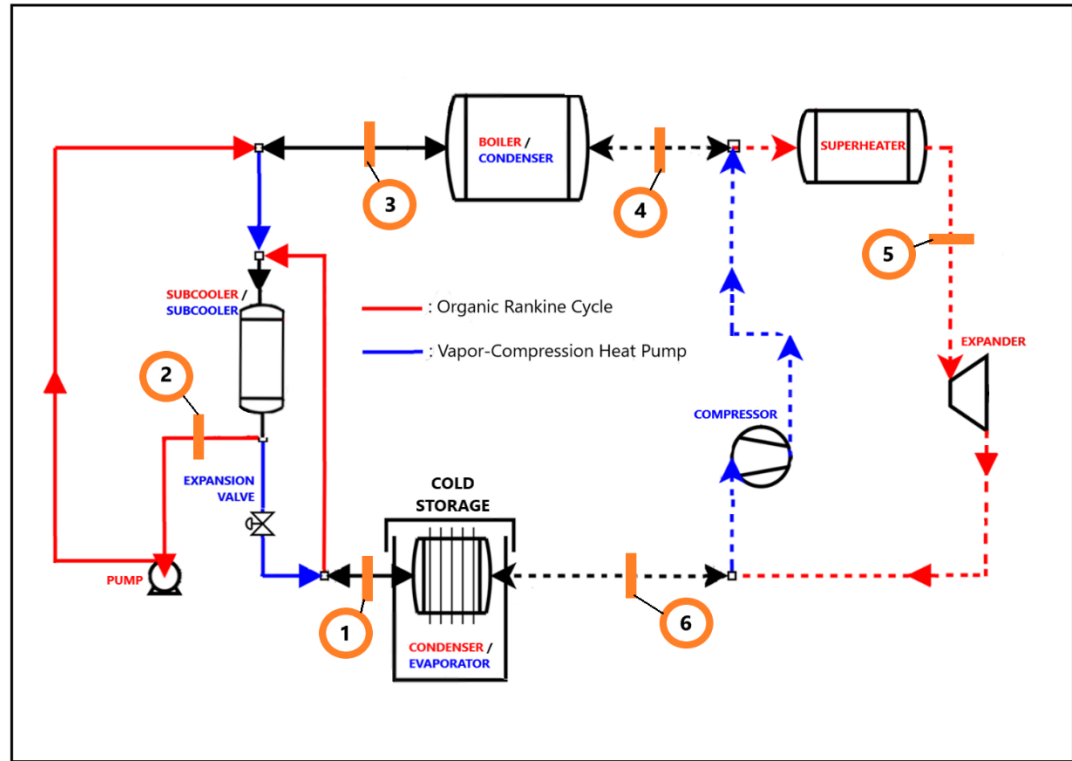 BOILER /
CONDENSER
SUPERHEATER
3
4
5
SUBCOOLER /
SUBCOOLER
: Organic Rankine Cycle
: Vapor-Compression Heat Pump
EXPANDER
2
COMPRESSOR
EXPANSION
VALVE
COLD
STORAGE
PUMP
1
6
CONDENSER /
EVAPORATOR